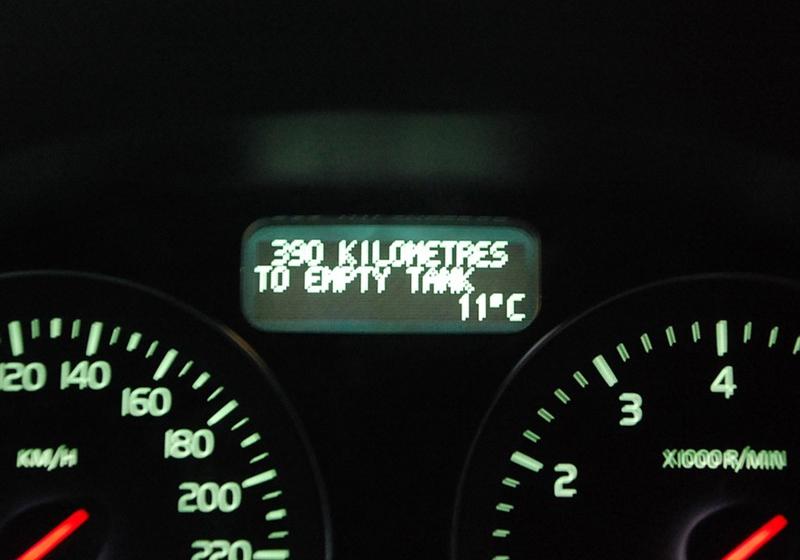 390 KILOMETRES
TO EMPTY TANK
11°C
120
140
160
180
200
220
KM/H
2
3
4
X1000R/MIN